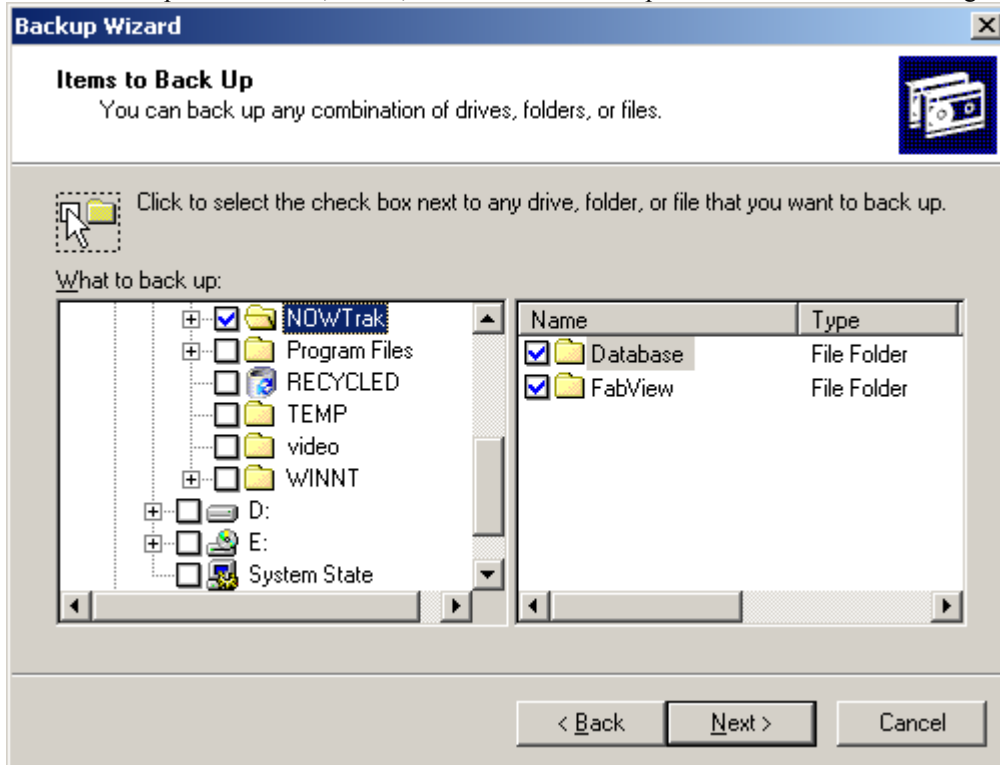 Backup Wizard
Items to Back Up
You can back up any combination of drives, folders, or files.
Click to select the check box next to any drive, folder, or file that you want to back up.
What to back up:
NOWTrak
Program Files
RECYCLED
TEMP
video
WINNT
D:
E:
System State
Name Type
Database File Folder
FabView File Folder
< Back Next > Cancel